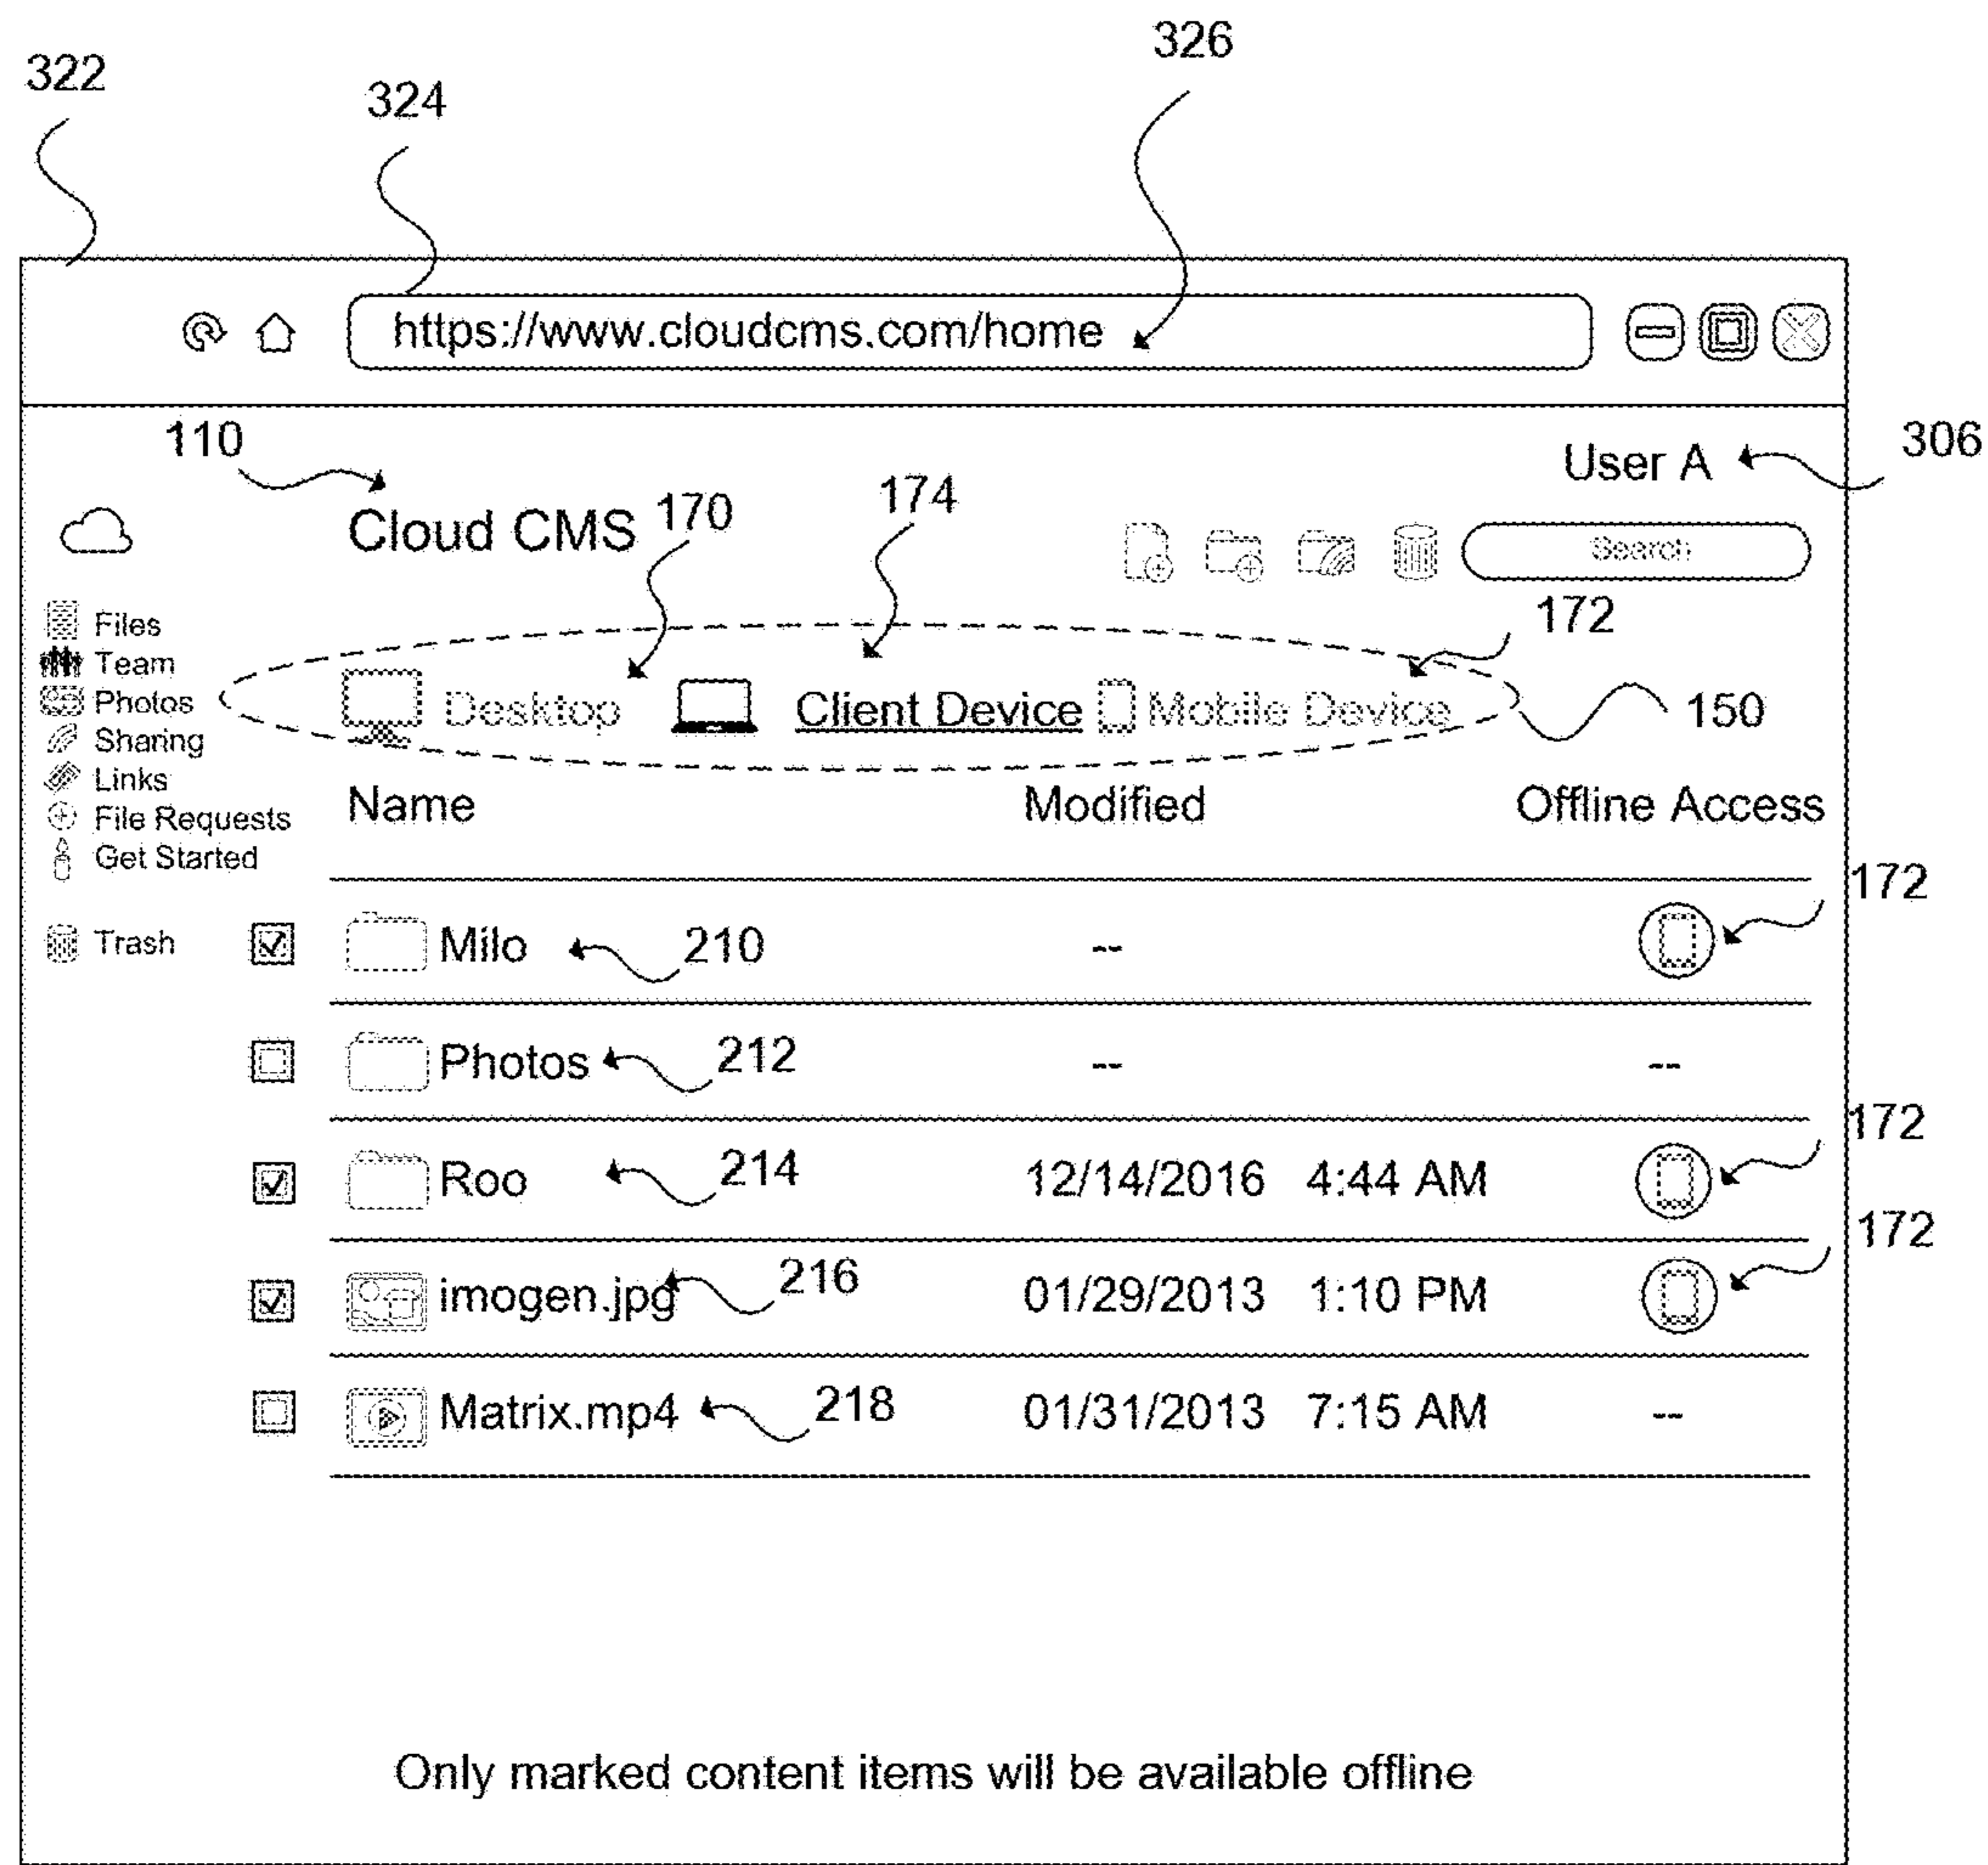 326
322
324
https://www.cloudcms.com/home
110
User A
306
Cloud CMS
170
174
Search
172
Files
Team
Photos
Sharing
Links
File Requests
Get Started
Trash
Desktop
Client Device
Mobile Device
150
Name Modified Offline Access
172
Milo 210 --
Photos 212 -- --
172
Roo 214 12/14/2016 4:44 AM
172
imogen.jpg 216 01/29/2013 1:10 PM
Matrix.mp4 218 01/31/2013 7:15 AM --
Only marked content items will be available offline